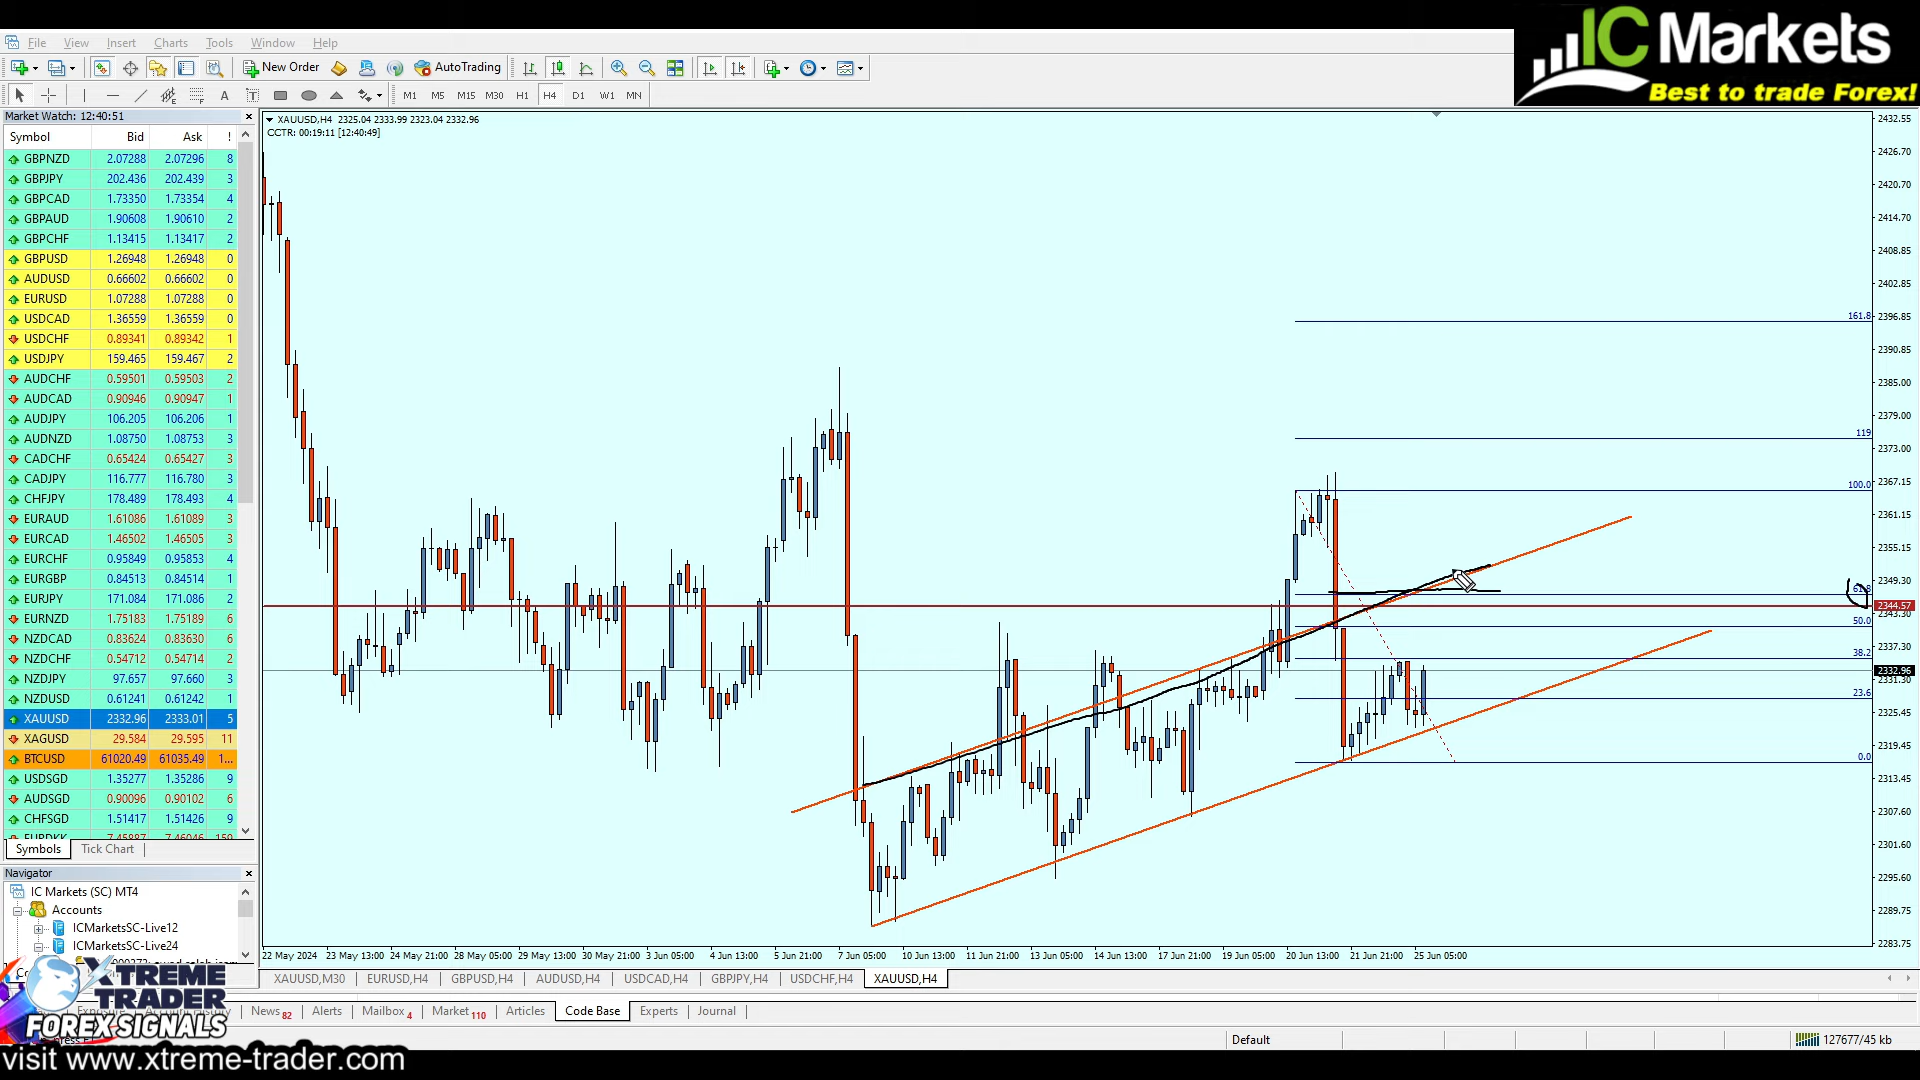 IC Markets
Best to trade Forex!
File View Insert Charts Tools Window Help
New Order AutoTrading
A T M1 M5 M15 M30 H1 H4 D1 W1 MN
Market Watch: 12:40:51
Symbol Bid Ask !
GBPNZD 2.07288 2.07296 8
GBPJPY 202.436 202.439 3
GBPCAD 1.73350 1.73354 4
GBPAUD 1.90608 1.90610 2
GBPCHF 1.13415 1.13417 2
GBPUSD 1.26948 1.26948 0
AUDUSD 0.66602 0.66602 0
EURUSD 1.07288 1.07288 0
USDCAD 1.36559 1.36559 0
USDCHF 0.89341 0.89342 1
USDJPY 159.465 159.467 2
AUDCHF 0.59501 0.59503 2
AUDCAD 0.90946 0.90947 1
AUDJPY 106.205 106.206 1
AUDNZD 1.08750 1.08753 3
CADCHF 0.65424 0.65427 3
CADJPY 116.777 116.780 3
CHFJPY 178.489 178.493 4
EURAUD 1.61086 1.61089 3
EURCAD 1.46502 1.46505 3
EURCHF 0.95849 0.95853 4
EURGBP 0.84513 0.84514 1
EURJPY 171.084 171.086 2
EURNZD 1.75183 1.75189 6
NZDCAD 0.83624 0.83630 6
NZDCHF 0.54712 0.54714 2
NZDJPY 97.657 97.660 3
NZDUSD 0.61241 0.61242 1
XAUUSD 2332.96 2333.01 5
XAGUSD 29.584 29.595 11
BTCUSD 61020.49 61035.49 1...
USDSGD 1.35277 1.35286 9
AUDSGD 0.90096 0.90102 6
CHFSGD 1.51417 1.51426 9
EURDKK 7.45887 7.46046 159
Symbols Tick Chart
Navigator
IC Markets (SC) MT4
Accounts
ICMarketsSC-Live12
ICMarketsSC-Live24
XAUUSD,H4 2325.04 2333.99 2323.04 2332.96
CCTR: 00:19:11 [12:40:49]
161.8
119
100.0
61.8
50.0
38.2
23.6
0.0
2432.55
2426.70
2420.70
2414.70
2408.85
2402.85
2396.85
2390.85
2385.00
2379.00
2373.00
2367.15
2361.15
2355.15
2349.30
2344.57
2343.30
2337.30
2332.96
2331.30
2325.45
2319.45
2313.45
2307.60
2301.60
2295.60
2289.75
2283.75
22 May 2024 23 May 13:00 24 May 21:00 28 May 05:00 29 May 13:00 30 May 21:00 3 Jun 05:00 4 Jun 13:00 5 Jun 21:00 7 Jun 05:00 10 Jun 13:00 11 Jun 21:00 13 Jun 05:00 14 Jun 13:00 17 Jun 21:00 19 Jun 05:00 20 Jun 13:00 21 Jun 21:00 25 Jun 05:00
XAUUSD,M30 EURUSD,H4 GBPUSD,H4 AUDUSD,H4 USDCAD,H4 GBPJPY,H4 USDCHF,H4 XAUUSD,H4
Exposure Account History News 82 Alerts Mailbox 4 Market 110 Articles Code Base Experts Journal
XTREME
TRADER
FOREX SIGNALS
Default 127677/45 kb
visit www.xtreme-trader.com